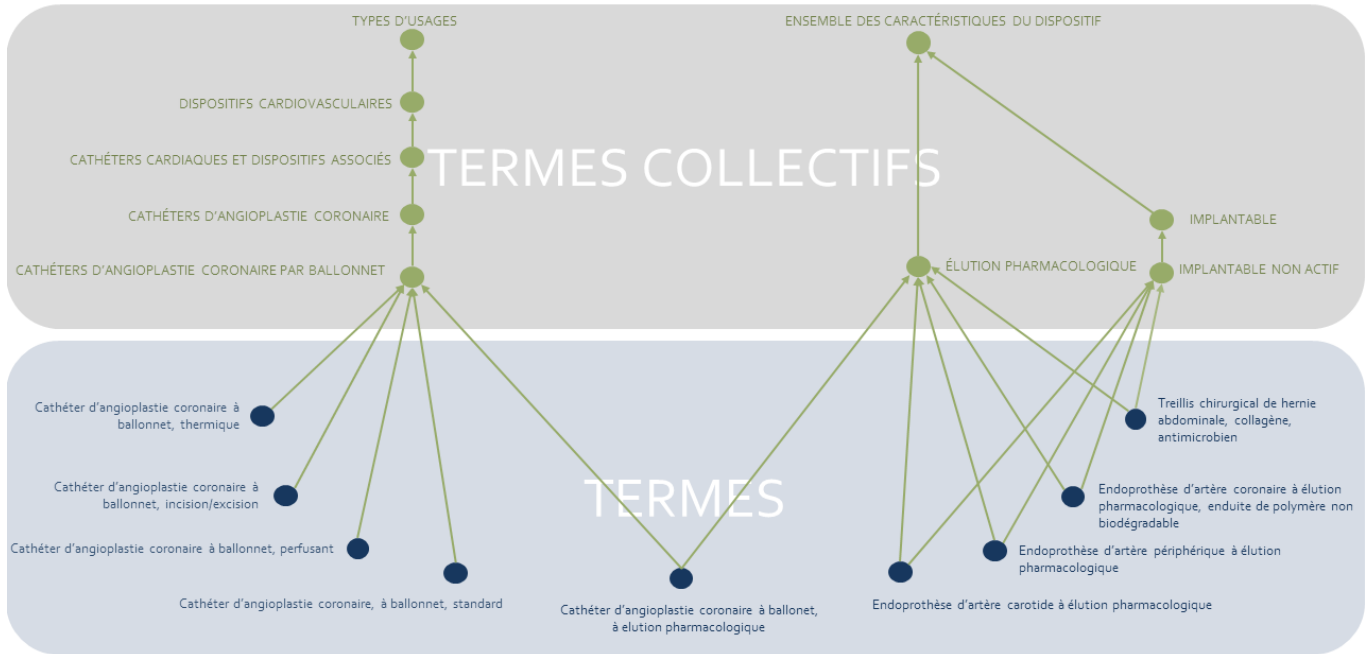 TYPES D'USAGES
ENSEMBLE DES CARACTÉRISTIQUES DU DISPOSITIF
DISPOSITIFS CARDIOVASCULAIRES
CATHÉTERS CARDIAQUES ET DISPOSITIFS ASSOCIÉS
TERMES COLLECTIFS
CATHÉTERS D'ANGIOPLASTIE CORONAIRE
IMPLANTABLE
CATHÉTERS D'ANGIOPLASTIE CORONAIRE PAR BALLONNET
ÉLUTION PHARMACOLOGIQUE
IMPLANTABLE NON ACTIF
Cathéter d'angioplastie coronaire à
ballonnet, thermique
Treillis chirurgical de hernie
abdominale, collagène,
antimicrobien
Cathéter d'angioplastie coronaire à
ballonnet, incision/excision
TERMES
Endoprothèse d'artère coronaire à élution
pharmacologique, enduite de polymère non
biodégradable
Cathéter d'angioplastie coronaire à ballonnet, perfusant
Endoprothèse d'artère périphérique à élution
pharmacologique
Cathéter d'angioplastie coronaire, à ballonnet, standard
Cathéter d'angioplastie coronaire à ballonet,
à elution pharmacologique
Endoprothèse d'artère carotide à élution pharmacologique